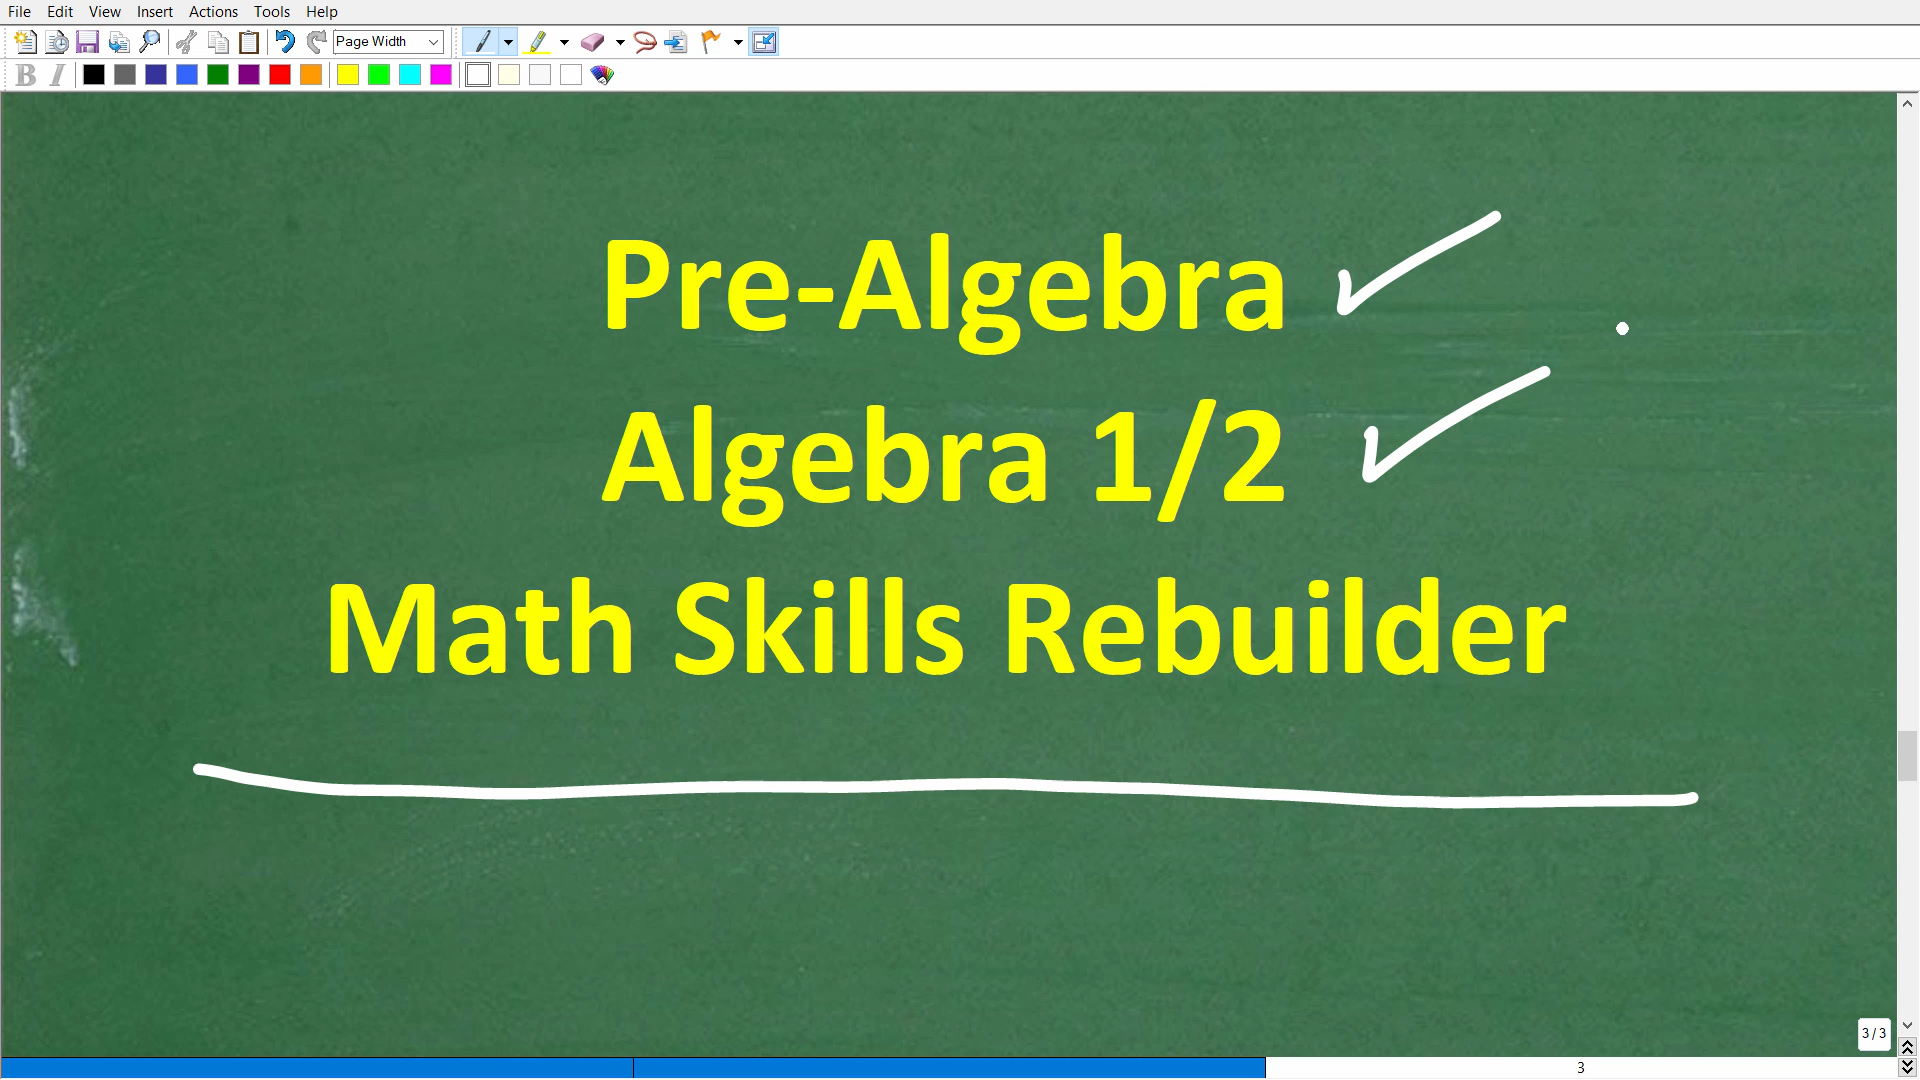 File Edit View Insert Actions Tools Help
Page Width
B I
Pre-Algebra
Algebra 1/2
Math Skills Rebuilder
3 / 3
3